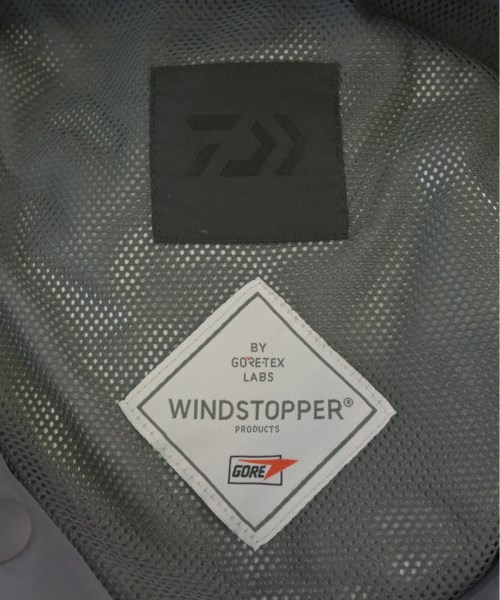 BY
GORE-TEX
LABS
WINDSTOPPER®
PRODUCTS
GORE